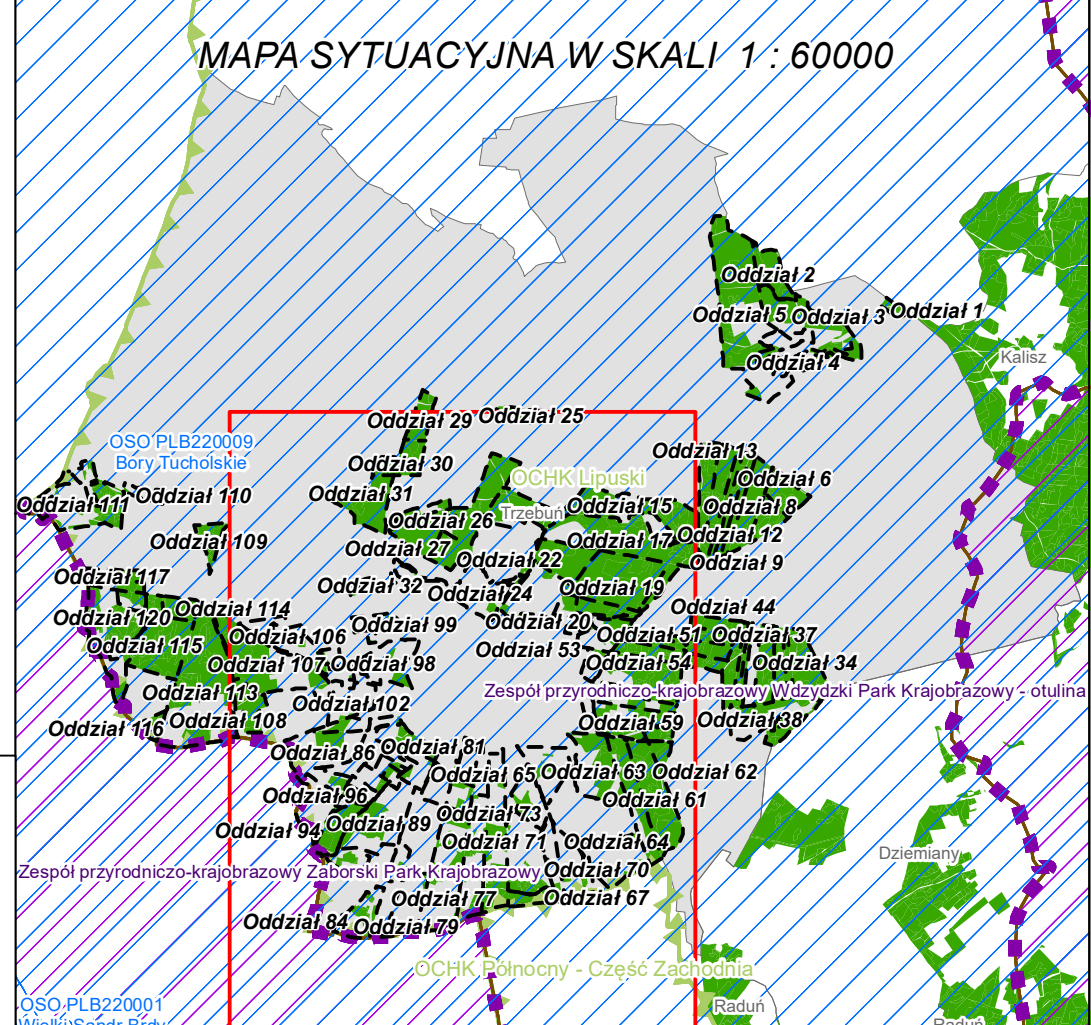 MAPA SYTUACYJNA W SKALI 1 : 60000
Oddział 2
Oddział 5
Oddział 3
Oddział 1
Kalisz
Oddział 4
Oddział 29
Oddział 25
OSO PLB220009
Bory Tucholskie
Oddział 13
Oddział 30
OCHK Lipuski
Oddział 6
Oddział 111
Oddział 110
Oddział 31
Trzebuń
Oddział 15
Oddział 8
Oddział 26
Oddział 109
Oddział 27
Oddział 17
Oddział 12
Oddział 22
Oddział 9
Oddział 117
Oddział 32
Oddział 24
Oddział 19
Oddział 120
Oddział 114
Oddział 99
Oddział 20
Oddział 44
Oddział 115
Oddział 106
Oddział 53
Oddział 51
Oddział 37
Oddział 107
Oddział 98
Oddział 54
Oddział 34
Oddział 113
Oddział 102
Zespół przyrodniczo-krajobrazowy Wdzydzki Park Krajobrazowy - otulina
Oddział 116
Oddział 108
Oddział 59
Oddział 38
Oddział 86
Oddział 81
Oddział 65
Oddział 63
Oddział 62
Oddział 96
Oddział 73
Oddział 61
Oddział 94
Oddział 89
Oddział 71
Oddział 64
Dziemiany
Zespół przyrodniczo-krajobrazowy Zaborski Park Krajobrazowy
Oddział 70
Oddział 77
Oddział 67
Oddział 84
Oddział 79
OCHK Północny - Część Zachodnia
OSO PLB220001
Wielki Sandr Brdy
Raduń
Raduń